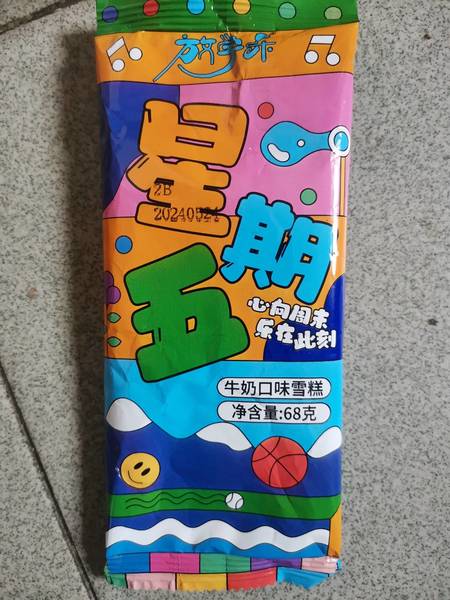 放学乐
星期五
2B
20240524
心向周末
乐在此刻
牛奶口味雪糕
净含量:68克